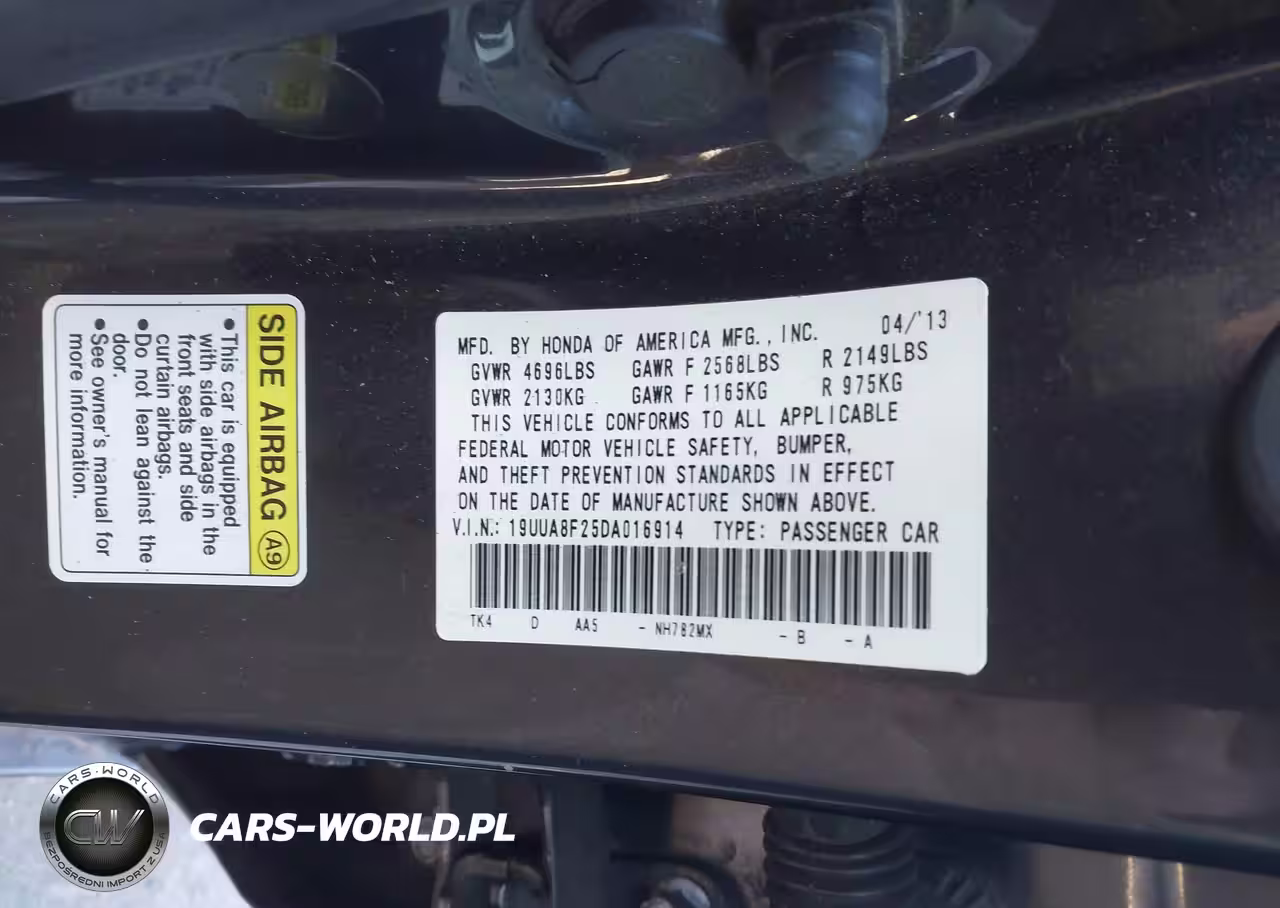 SIDE AIRBAG A9
• This car is equipped
with side airbags in the
front seats and side
curtain airbags.
• Do not lean against the
door.
• See owner's manual for
more information.
MFD. BY HONDA OF AMERICA MFG., INC. 04/'13
GVWR 4696LBS GAWR F 2568LBS R 2149LBS
GVWR 2130KG GAWR F 1165KG R 975KG
THIS VEHICLE CONFORMS TO ALL APPLICABLE
FEDERAL MOTOR VEHICLE SAFETY, BUMPER,
AND THEFT PREVENTION STANDARDS IN EFFECT
ON THE DATE OF MANUFACTURE SHOWN ABOVE.
V.I.N.: 19UUA8F25DA016914 TYPE: PASSENGER CAR
TK4 D AA5 - NH782MX - B - A
CARS-WORLD
CW
BEZPOŚREDNI IMPORT Z USA
CARS-WORLD.PL